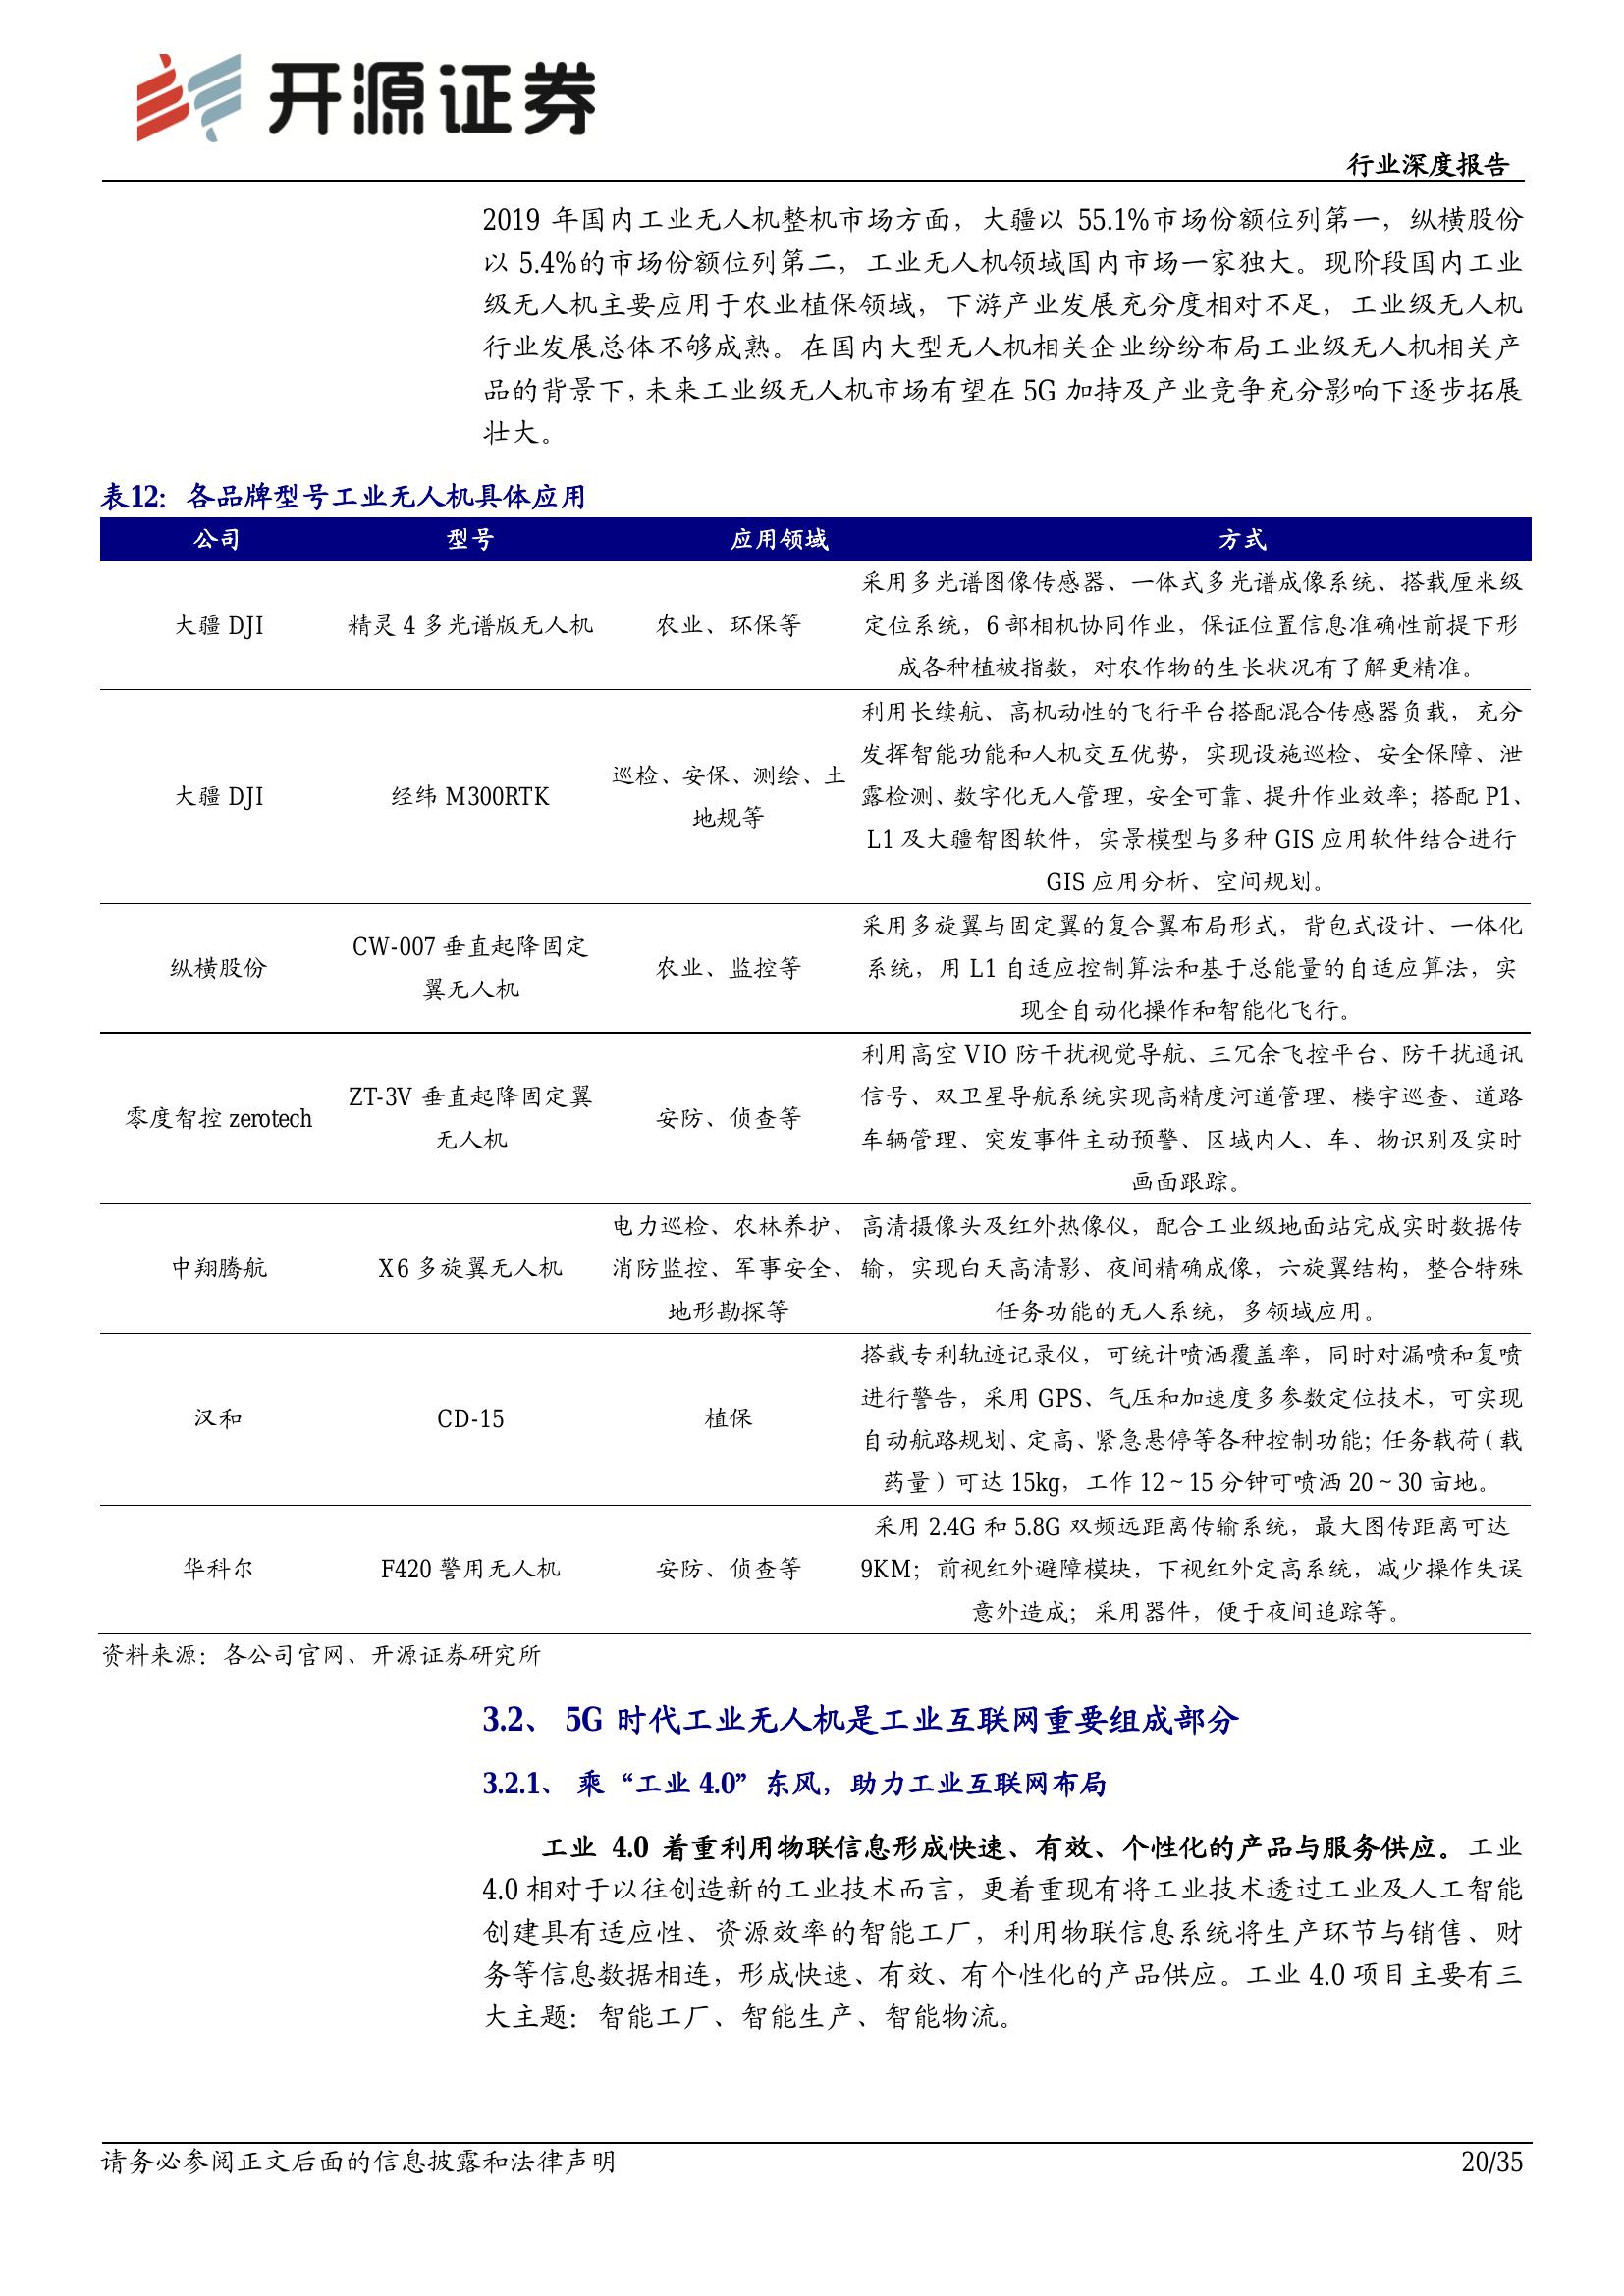 开源证券
行业深度报告
2019 年国内工业无人机整机市场方面，大疆以 55.1%市场份额位列第一，纵横股份
以 5.4%的市场份额位列第二，工业无人机领域国内市场一家独大。现阶段国内工业
级无人机主要应用于农业植保领域，下游产业发展充分度相对不足，工业级无人机
行业发展总体不够成熟。在国内大型无人机相关企业纷纷布局工业级无人机相关产
品的背景下，未来工业级无人机市场有望在 5G 加持及产业竞争充分影响下逐步拓展
壮大。
表12：各品牌型号工业无人机具体应用
公司 型号 应用领域 方式
采用多光谱图像传感器、一体式多光谱成像系统、搭载厘米级
大疆 DJI 精灵 4 多光谱版无人机 农业、环保等 定位系统，6 部相机协同作业，保证位置信息准确性前提下形
成各种植被指数，对农作物的生长状况有了解更精准。
利用长续航、高机动性的飞行平台搭配混合传感器负载，充分
发挥智能功能和人机交互优势，实现设施巡检、安全保障、泄
巡检、安保、测绘、土
大疆 DJI 经纬 M300RTK 露检测、数字化无人管理，安全可靠、提升作业效率；搭配 P1、
地规等
L1 及大疆智图软件，实景模型与多种 GIS 应用软件结合进行
GIS 应用分析、空间规划。
采用多旋翼与固定翼的复合翼布局形式，背包式设计、一体化
CW-007 垂直起降固定
纵横股份 农业、监控等 系统，用 L1 自适应控制算法和基于总能量的自适应算法，实
翼无人机
现全自动化操作和智能化飞行。
利用高空 VIO 防干扰视觉导航、三冗余飞控平台、防干扰通讯
ZT-3V 垂直起降固定翼 信号、双卫星导航系统实现高精度河道管理、楼宇巡查、道路
零度智控 zerotech 安防、侦查等
无人机 车辆管理、突发事件主动预警、区域内人、车、物识别及实时
画面跟踪。
电力巡检、农林养护、 高清摄像头及红外热像仪，配合工业级地面站完成实时数据传
中翔腾航 X6 多旋翼无人机 消防监控、军事安全、 输，实现白天高清影、夜间精确成像，六旋翼结构，整合特殊
地形勘探等 任务功能的无人系统，多领域应用。
搭载专利轨迹记录仪，可统计喷洒覆盖率，同时对漏喷和复喷
进行警告，采用 GPS、气压和加速度多参数定位技术，可实现
汉和 CD-15 植保
自动航路规划、定高、紧急悬停等各种控制功能；任务载荷（载
药量）可达 15kg，工作 12～15 分钟可喷洒 20～30 亩地。
采用 2.4G 和 5.8G 双频远距离传输系统，最大图传距离可达
华科尔 F420 警用无人机 安防、侦查等 9KM；前视红外避障模块，下视红外定高系统，减少操作失误
意外造成；采用器件，便于夜间追踪等。
资料来源：各公司官网、开源证券研究所
3.2、 5G 时代工业无人机是工业互联网重要组成部分
3.2.1、 乘“工业 4.0”东风，助力工业互联网布局
工业 4.0 着重利用物联信息形成快速、有效、个性化的产品与服务供应。工业
4.0 相对于以往创造新的工业技术而言，更着重现有将工业技术透过工业及人工智能
创建具有适应性、资源效率的智能工厂，利用物联信息系统将生产环节与销售、财
务等信息数据相连，形成快速、有效、有个性化的产品供应。工业 4.0 项目主要有三
大主题：智能工厂、智能生产、智能物流。
请务必参阅正文后面的信息披露和法律声明 20/35